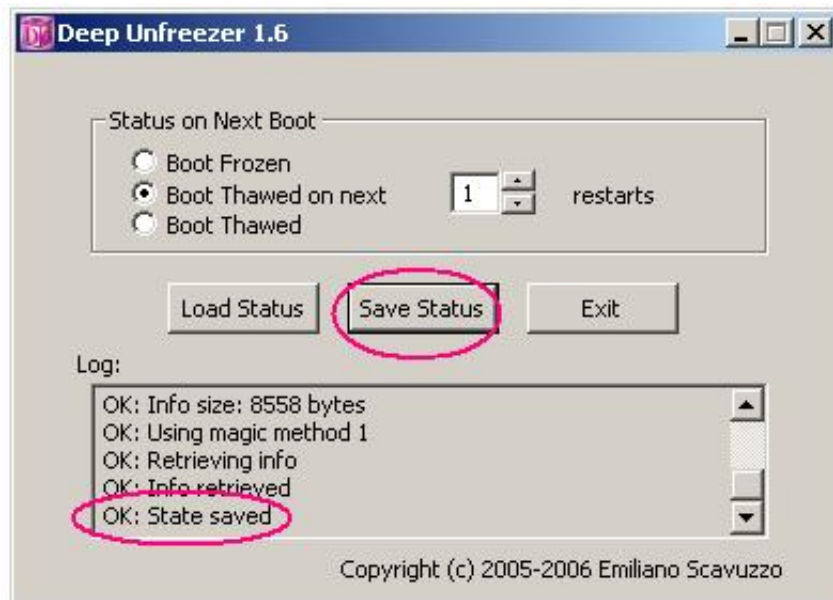 Deep Unfreezer 1.6
Status on Next Boot
Boot Frozen
Boot Thawed on next 1 restarts
Boot Thawed
Load Status Save Status Exit
Log:
OK: Info size: 8558 bytes
OK: Using magic method 1
OK: Retrieving info
OK: Info retrieved
OK: State saved
Copyright (c) 2005-2006 Emiliano Scavuzzo